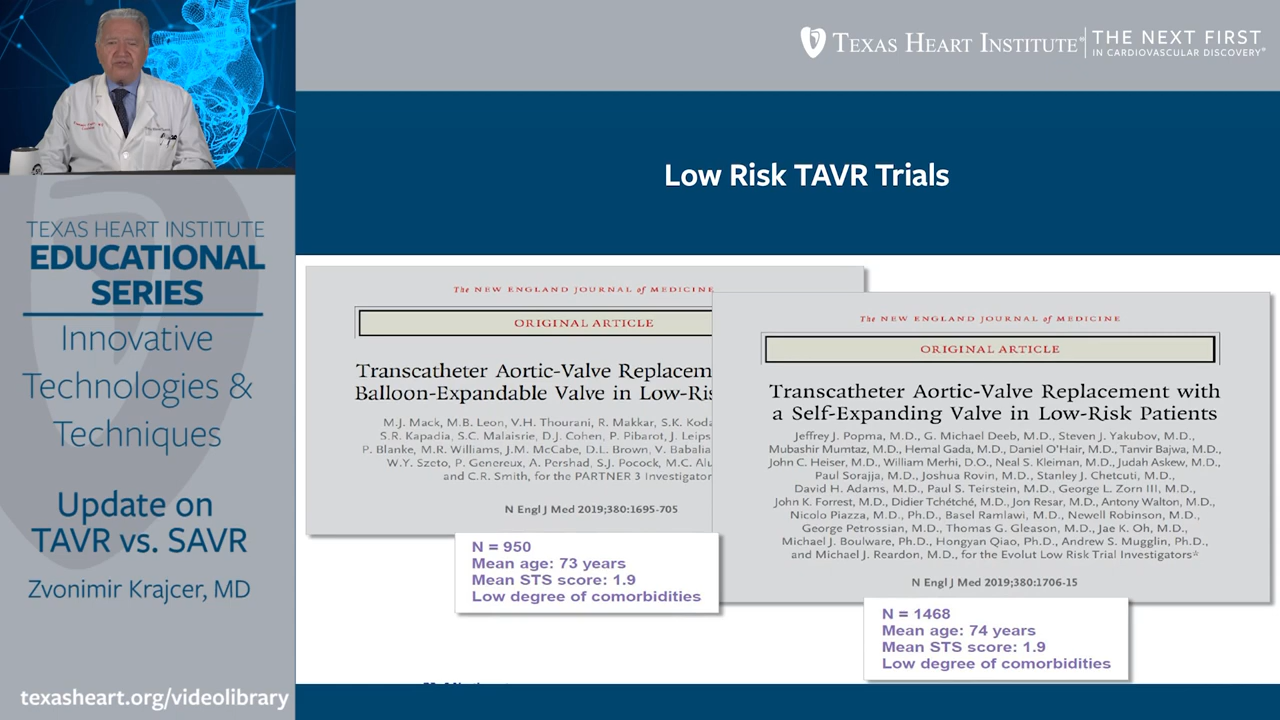 TEXAS HEART INSTITUTE®
THE NEXT FIRST
IN CARDIOVASCULAR DISCOVERY®
Low Risk TAVR Trials
TEXAS HEART INSTITUTE
EDUCATIONAL
SERIES
Innovative
Technologies &
Techniques
Update on
TAVR vs. SAVR
Zvonimir Krajcer, MD
texasheart.org/videolibrary
The NEW ENGLAND JOURNAL of MEDICINE
ORIGINAL ARTICLE
Transcatheter Aortic-Valve Replacem
Balloon-Expandable Valve in Low-Ris
M.J. Mack, M.B. Leon, V.H. Thourani, R. Makkar, S.K. Koda
S.R. Kapadia, S.C. Malaisrie, D.J. Cohen, P. Pibarot, J. Leips
P. Blanke, M.R. Williams, J.M. McCabe, D.L. Brown, V. Babalia
W.Y. Szeto, P. Genereux, A. Pershad, S.J. Pocock, M.C. Alu
and C.R. Smith, for the PARTNER 3 Investigator
N Engl J Med 2019;380:1695-705
N = 950
Mean age: 73 years
Mean STS score: 1.9
Low degree of comorbidities
The NEW ENGLAND JOURNAL of MEDICINE
ORIGINAL ARTICLE
Transcatheter Aortic-Valve Replacement with
a Self-Expanding Valve in Low-Risk Patients
Jeffrey J. Popma, M.D., G. Michael Deeb, M.D., Steven J. Yakubov, M.D.,
Mubashir Mumtaz, M.D., Hemal Gada, M.D., Daniel O'Hair, M.D., Tanvir Bajwa, M.D.,
John C. Heiser, M.D., William Merhi, D.O., Neal S. Kleiman, M.D., Judah Askew, M.D.,
Paul Sorajja, M.D., Joshua Rovin, M.D., Stanley J. Chetcuti, M.D.,
David H. Adams, M.D., Paul S. Teirstein, M.D., George L. Zorn III, M.D.,
John K. Forrest, M.D., Didier Tchétché, M.D., Jon Resar, M.D., Antony Walton, M.D.,
Nicolo Piazza, M.D., Ph.D., Basel Ramlawi, M.D., Newell Robinson, M.D.,
George Petrossian, M.D., Thomas G. Gleason, M.D., Jae K. Oh, M.D.,
Michael J. Boulware, Ph.D., Hongyan Qiao, Ph.D., Andrew S. Mugglin, Ph.D.,
and Michael J. Reardon, M.D., for the Evolut Low Risk Trial Investigators*
N Engl J Med 2019;380:1706-15
N = 1468
Mean age: 74 years
Mean STS score: 1.9
Low degree of comorbidities